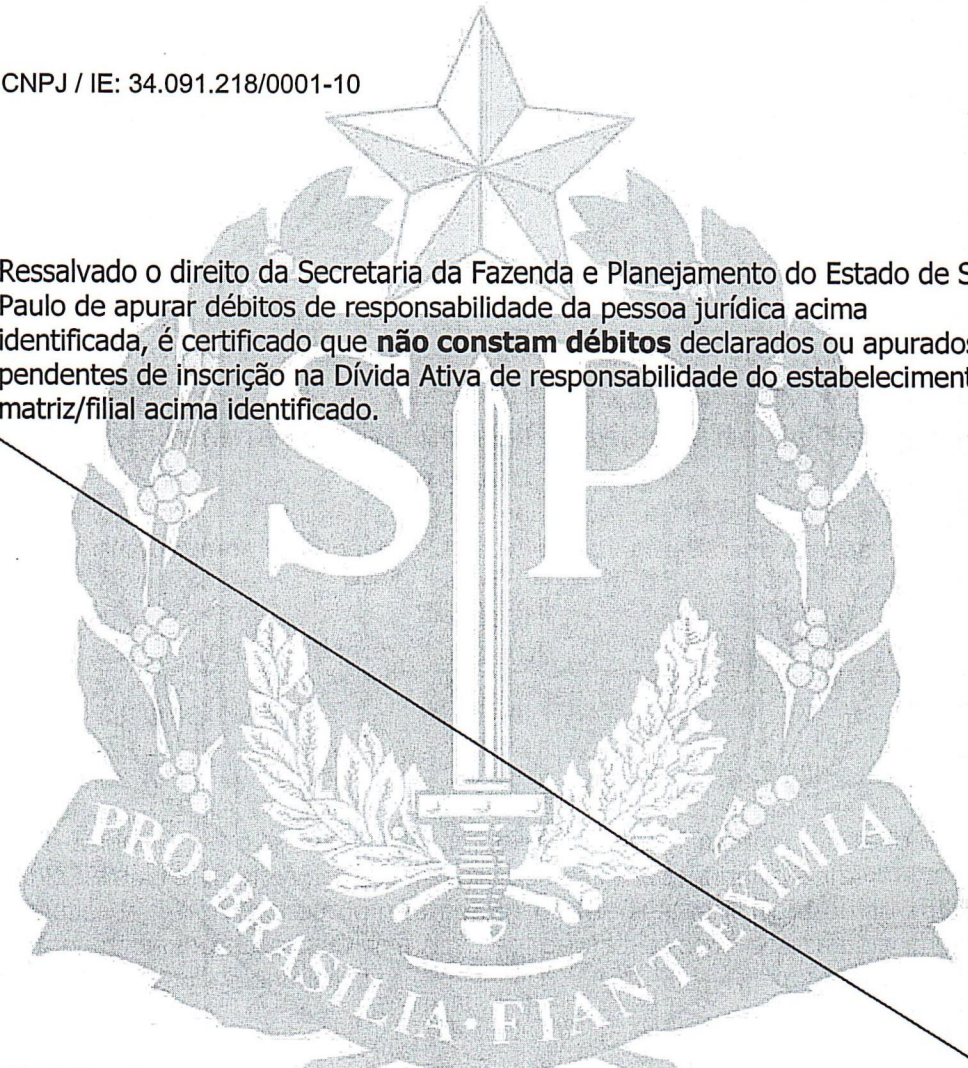 CNPJ / IE: 34.091.218/0001-10
Ressalvado o direito da Secretaria da Fazenda e Planejamento do Estado de S
Paulo de apurar débitos de responsabilidade da pessoa jurídica acima
identificada, é certificado que não constam débitos declarados ou apurados
pendentes de inscrição na Dívida Ativa de responsabilidade do estabeleciment
matriz/filial acima identificado.
SP
PRO·BRASILIA·FIANT·EXIMIA